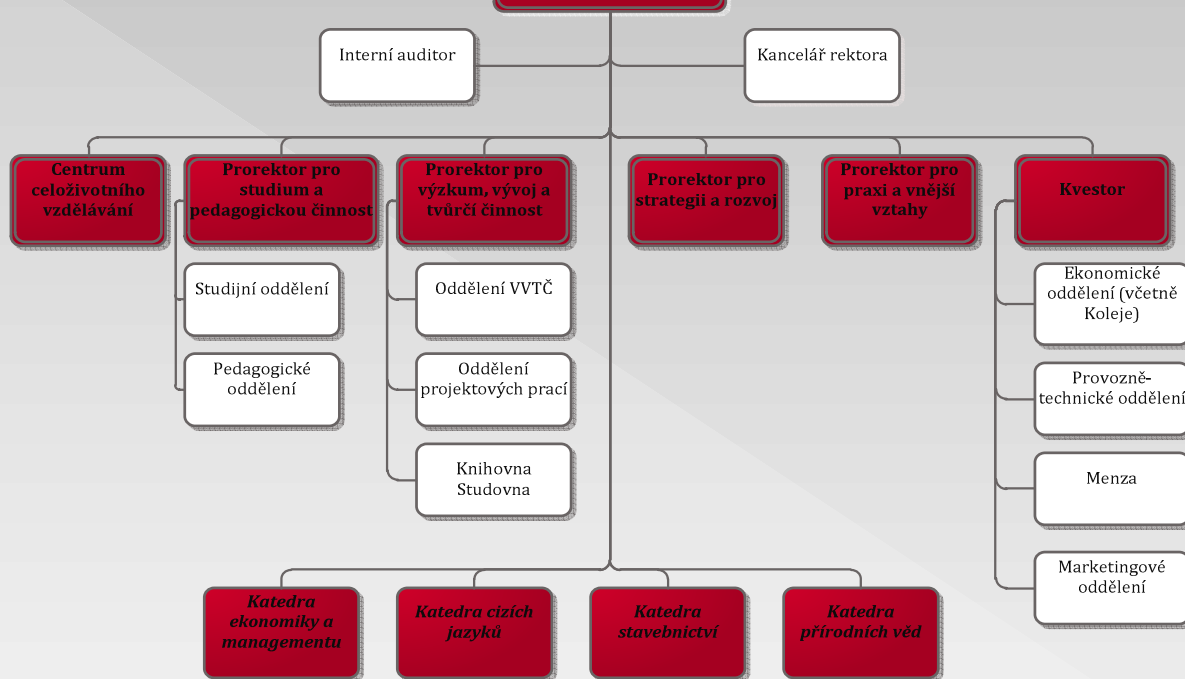 Interní auditor
Kancelář rektora
Centrum
celoživotního
vzdělávání
Prorektor pro
studium a
pedagogickou činnost
Prorektor pro
výzkum, vývoj a
tvůrčí činnost
Prorektor pro
strategii a rozvoj
Prorektor pro
praxi a vnější
vztahy
Kvestor
Studijní oddělení
Pedagogické
oddělení
Oddělení VVTČ
Oddělení
projektových prací
Knihovna
Studovna
Ekonomické
oddělení (včetně
Koleje)
Provozně-
technické oddělení
Menza
Marketingové
oddělení
Katedra
ekonomiky a
managementu
Katedra cizích
jazyků
Katedra
stavebnictví
Katedra
přírodních věd